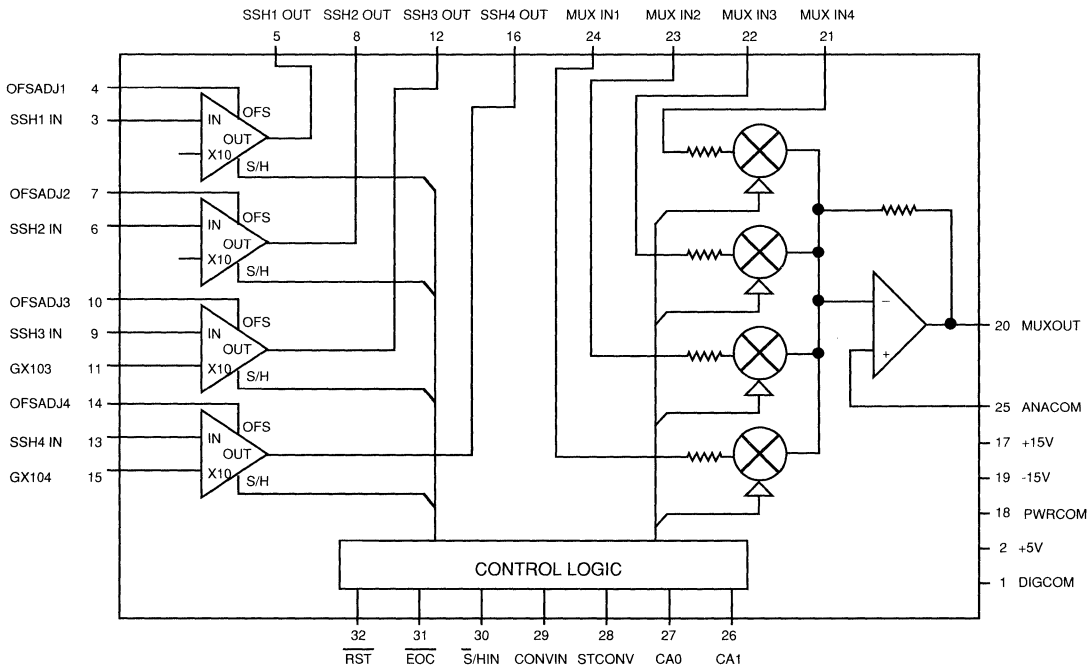 SSH1 OUT SSH2 OUT SSH3 OUT SSH4 OUT MUX IN1 MUX IN2 MUX IN3 MUX IN4
5 8 12 16 24 23 22 21
OFSADJ1 4
OFS
SSH1 IN 3
IN
OUT
X10
S/H
OFSADJ2 7
OFS
SSH2 IN 6
IN
OUT
X10
S/H
OFSADJ3 10
OFS
SSH3 IN 9
IN
OUT
GX103 11
X10
S/H
OFSADJ4 14
OFS
SSH4 IN 13
IN
OUT
GX104 15
X10
S/H
−
+
20 MUXOUT
25 ANACOM
17 +15V
19 -15V
18 PWRCOM
2 +5V
1 DIGCOM
CONTROL LOGIC
32 31 30 29 28 27 26
R̅S̅T̅ E̅O̅C̅ S̅/HIN CONVIN STCONV CA0 CA1